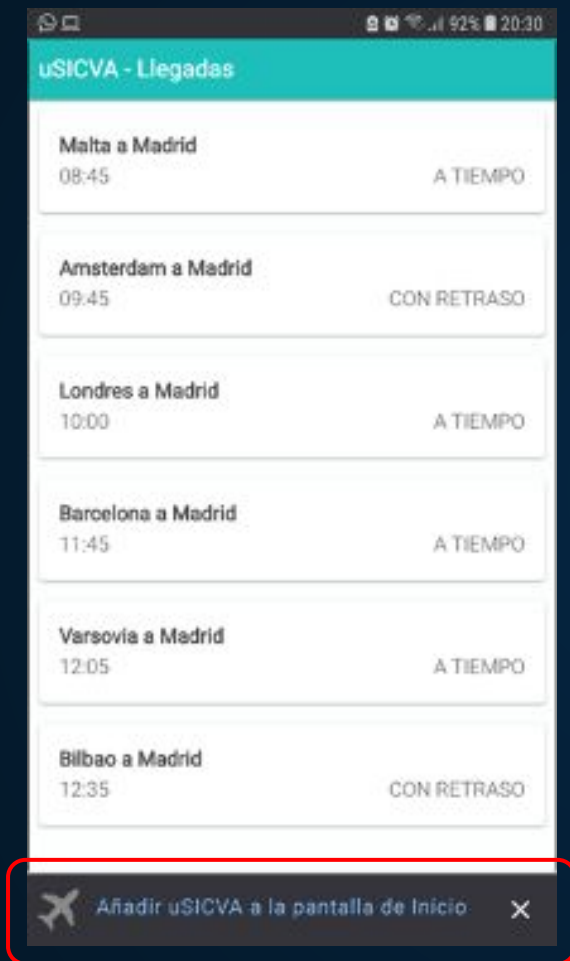 92% 20:30
uSICVA - Llegadas
Malta a Madrid
08:45 A TIEMPO
Amsterdam a Madrid
09:45 CON RETRASO
Londres a Madrid
10:00 A TIEMPO
Barcelona a Madrid
11:45 A TIEMPO
Varsovia a Madrid
12:05 A TIEMPO
Bilbao a Madrid
12:35 CON RETRASO
Añadir uSICVA a la pantalla de Inicio